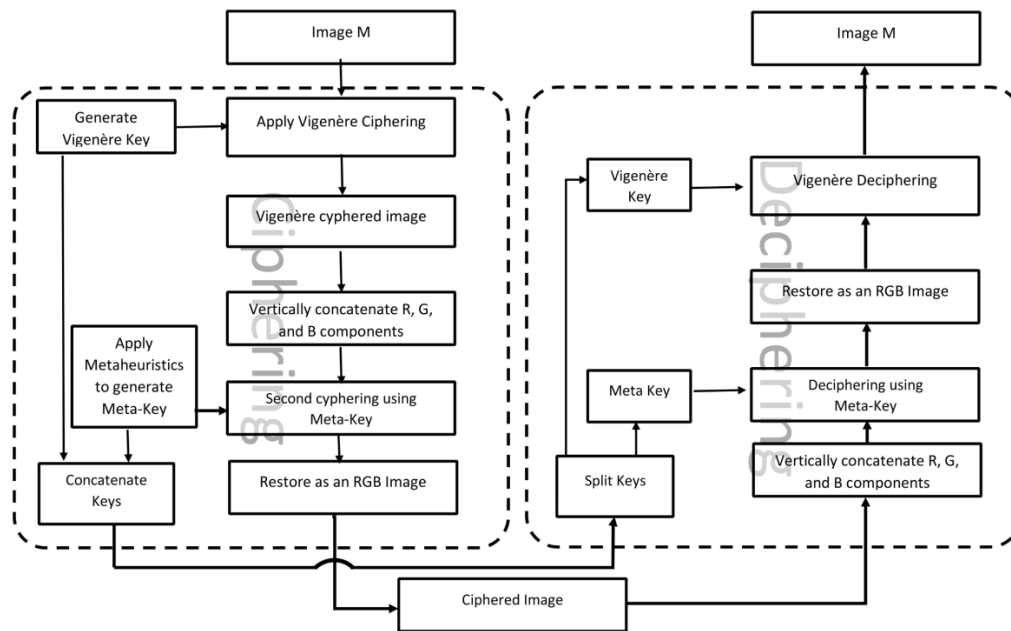 Image M
Generate
Vigenère Key
Apply Vigenère Ciphering
Vigenère cyphered image
Vertically concatenate R, G,
and B components
Apply
Metaheuristics
to generate
Meta-Key
Second cyphering using
Meta-Key
Concatenate
Keys
Restore as an RGB Image
Ciphering
Ciphered Image
Image M
Vigenère
Key
Vigenère Deciphering
Restore as an RGB Image
Meta Key
Deciphering using
Meta-Key
Split Keys
Vertically concatenate R, G,
and B components
Deciphering